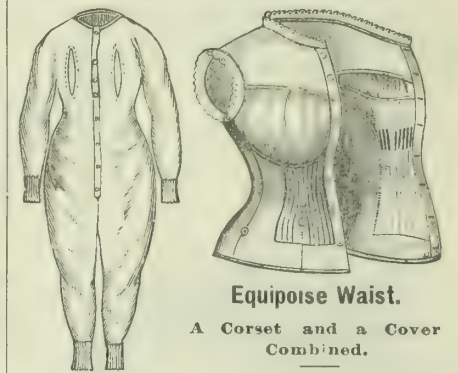 Equipoise Waist.
A Corset and a Cover
Combined.